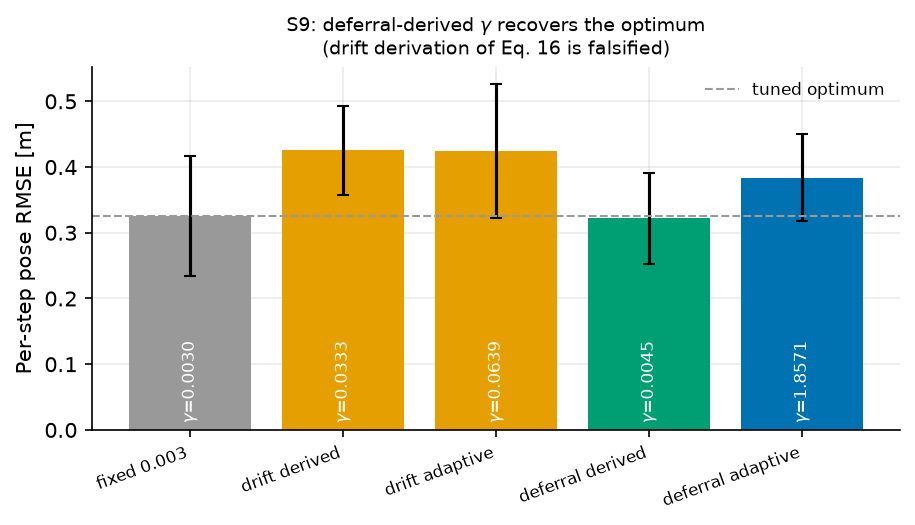 S9: deferral-derived γ recovers the optimum
(drift derivation of Eq. 16 is falsified)
tuned optimum
Per-step pose RMSE [m]
0.5
0.4
0.3
0.2
0.1
0.0
γ=0.0030
γ=0.0333
γ=0.0639
γ=0.0045
γ=1.8571
fixed 0.003
drift derived
drift adaptive
deferral derived
deferral adaptive